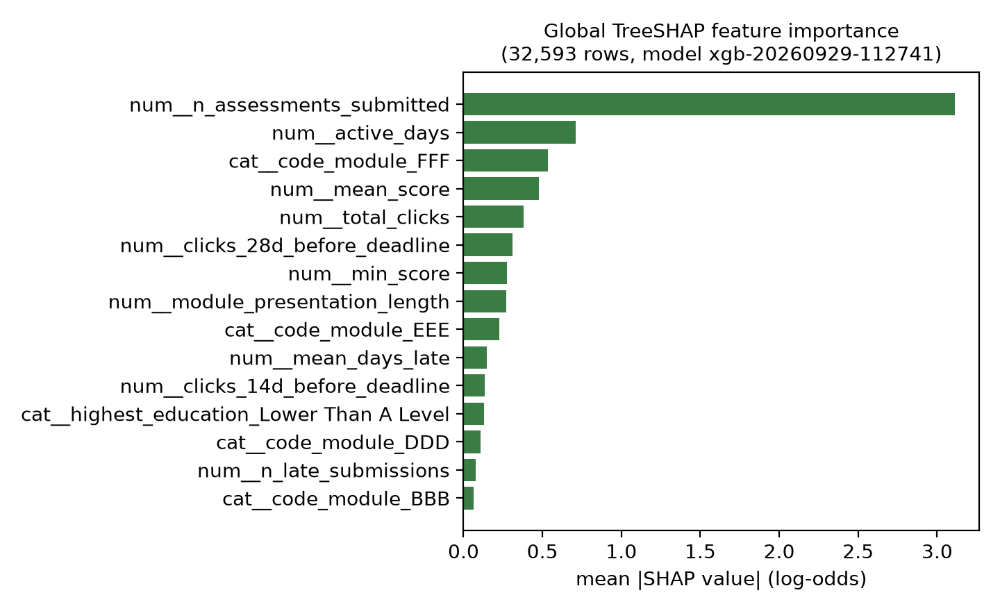 Global TreeSHAP feature importance
(32,593 rows, model xgb-20260929-112741)
num__n_assessments_submitted
num__active_days
cat__code_module_FFF
num__mean_score
num__total_clicks
num__clicks_28d_before_deadline
num__min_score
num__module_presentation_length
cat__code_module_EEE
num__mean_days_late
num__clicks_14d_before_deadline
cat__highest_education_Lower Than A Level
cat__code_module_DDD
num__n_late_submissions
cat__code_module_BBB
0.0 0.5 1.0 1.5 2.0 2.5 3.0
mean |SHAP value| (log-odds)